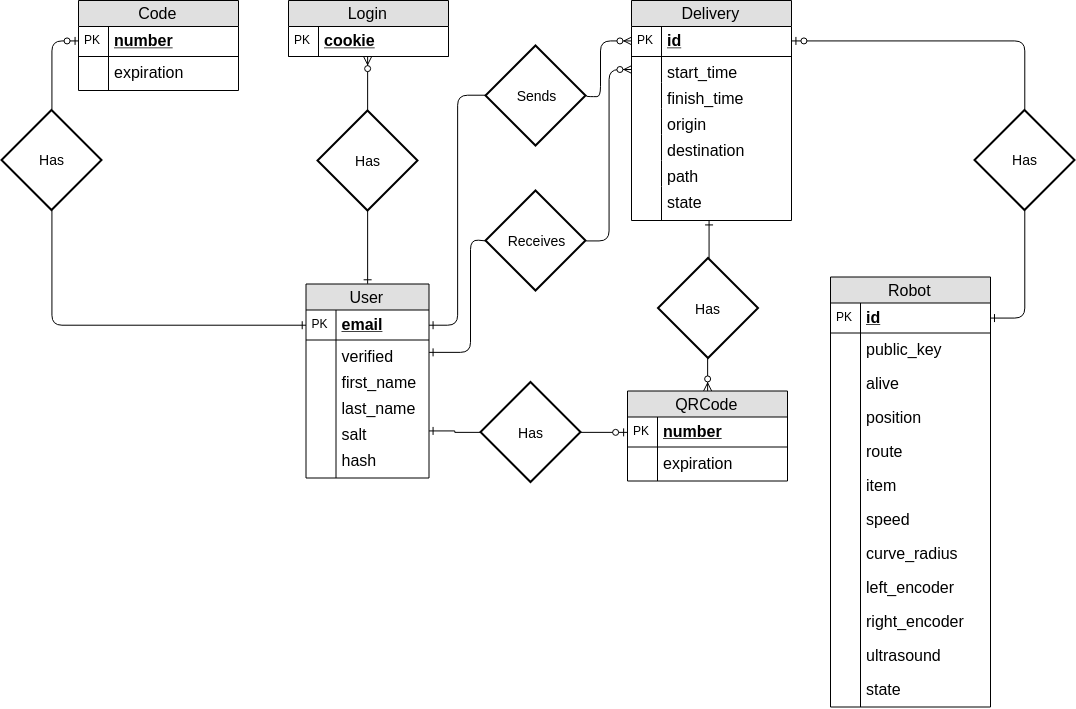 Code
PK number
expiration
Login
PK cookie
Delivery
PK id
start_time
finish_time
origin
destination
path
state
Sends
Has
Has
Has
Receives
User
PK email
verified
first_name
last_name
salt
hash
Has
Has
QRCode
PK number
expiration
Robot
PK id
public_key
alive
position
route
item
speed
curve_radius
left_encoder
right_encoder
ultrasound
state